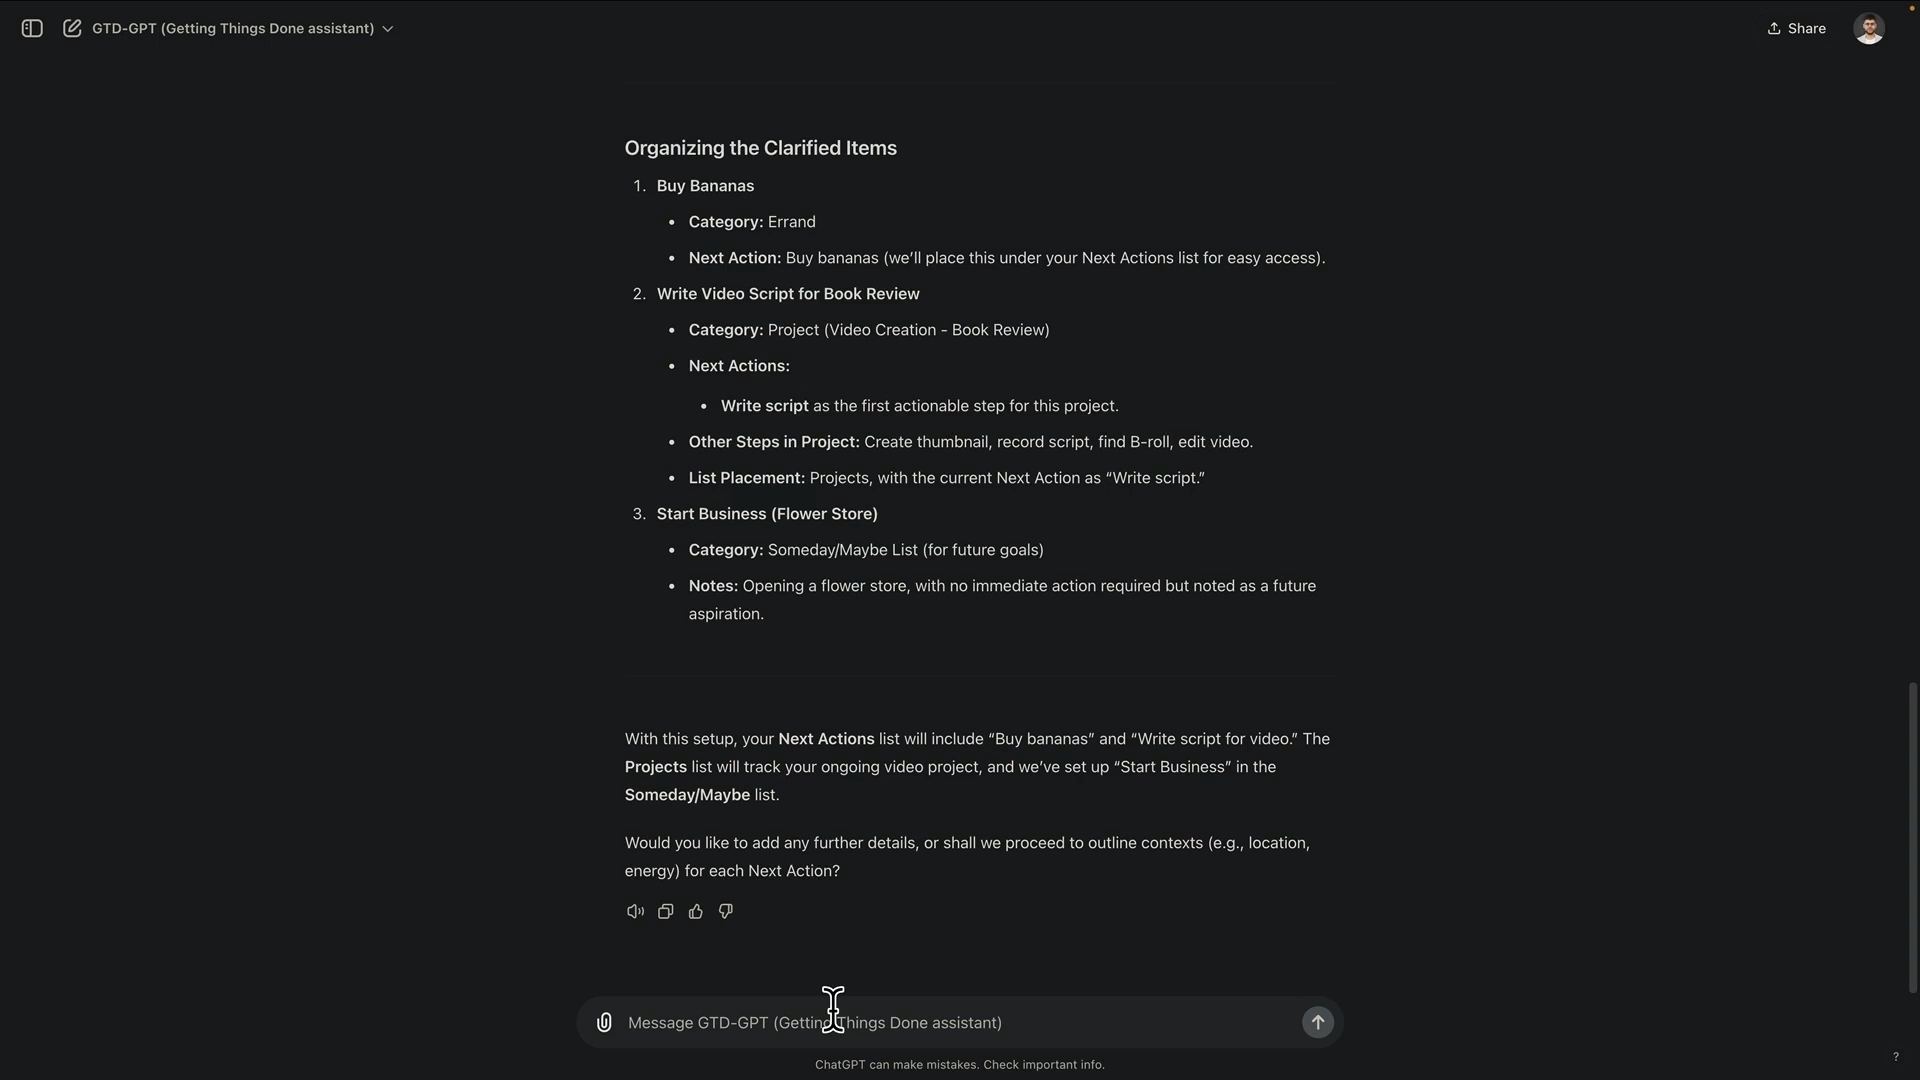 GTD-GPT (Getting Things Done assistant)
Share
Organizing the Clarified Items
1. Buy Bananas
• Category: Errand
• Next Action: Buy bananas (we’ll place this under your Next Actions list for easy access).
2. Write Video Script for Book Review
• Category: Project (Video Creation - Book Review)
• Next Actions:
• Write script as the first actionable step for this project.
• Other Steps in Project: Create thumbnail, record script, find B-roll, edit video.
• List Placement: Projects, with the current Next Action as “Write script.”
3. Start Business (Flower Store)
• Category: Someday/Maybe List (for future goals)
• Notes: Opening a flower store, with no immediate action required but noted as a future
aspiration.
With this setup, your Next Actions list will include “Buy bananas” and “Write script for video.” The
Projects list will track your ongoing video project, and we’ve set up “Start Business” in the
Someday/Maybe list.
Would you like to add any further details, or shall we proceed to outline contexts (e.g., location,
energy) for each Next Action?
Message GTD-GPT (Getting Things Done assistant)
ChatGPT can make mistakes. Check important info.
?